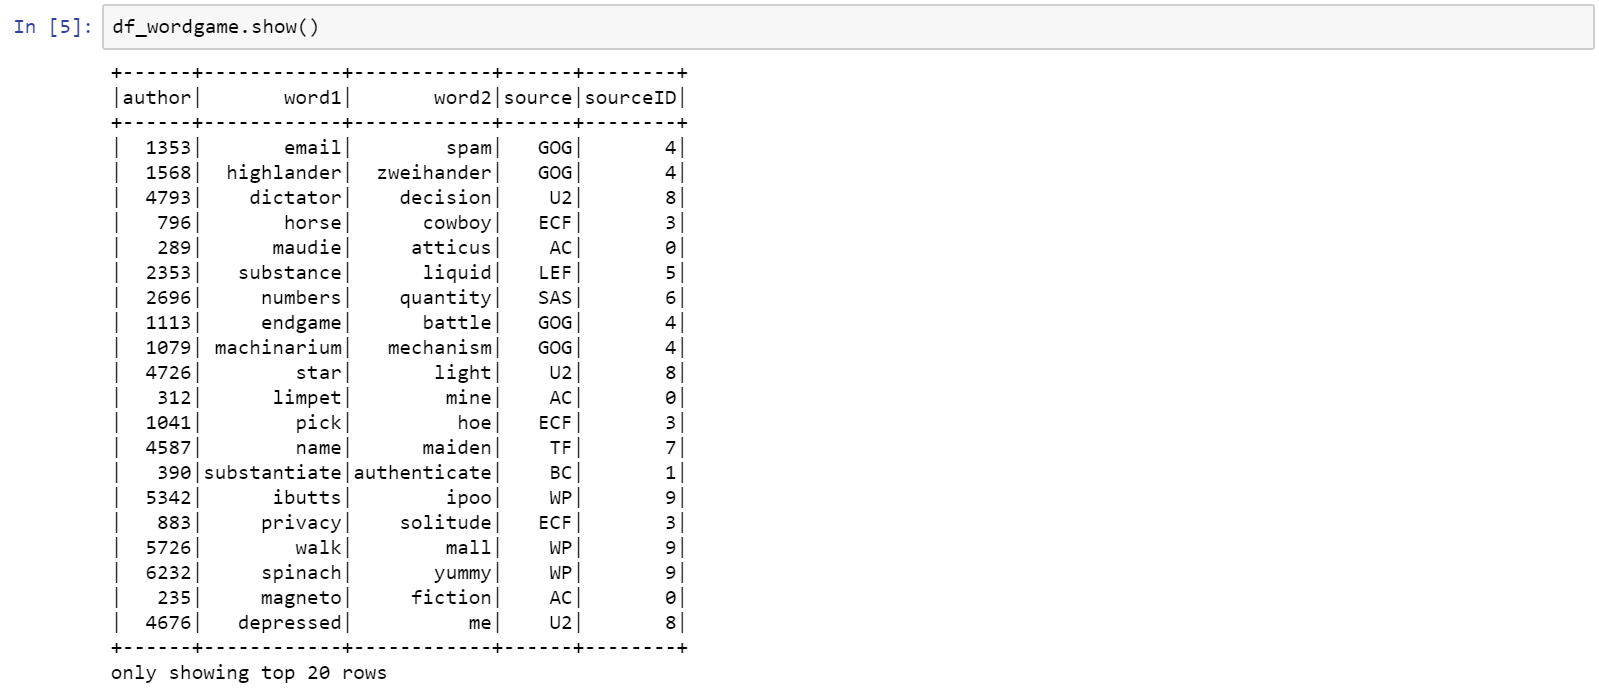 In [5]: df_wordgame.show()
+------+------------+------------+------+--------+
|author|       word1|       word2|source|sourceID|
+------+------------+------------+------+--------+
|  1353|       email|        spam|   GOG|       4|
|  1568|  highlander|  zweihander|   GOG|       4|
|  4793|    dictator|    decision|    U2|       8|
|   796|       horse|      cowboy|   ECF|       3|
|   289|      maudie|     atticus|    AC|       0|
|  2353|   substance|      liquid|   LEF|       5|
|  2696|     numbers|    quantity|   SAS|       6|
|  1113|     endgame|      battle|   GOG|       4|
|  1079| machinarium|   mechanism|   GOG|       4|
|  4726|        star|       light|    U2|       8|
|   312|      limpet|        mine|    AC|       0|
|  1041|        pick|         hoe|   ECF|       3|
|  4587|        name|      maiden|    TF|       7|
|   390|substantiate|authenticate|    BC|       1|
|  5342|      ibutts|        ipoo|    WP|       9|
|   883|     privacy|    solitude|   ECF|       3|
|  5726|        walk|        mall|    WP|       9|
|  6232|     spinach|       yummy|    WP|       9|
|   235|     magneto|     fiction|    AC|       0|
|  4676|   depressed|          me|    U2|       8|
+------+------------+------------+------+--------+
only showing top 20 rows